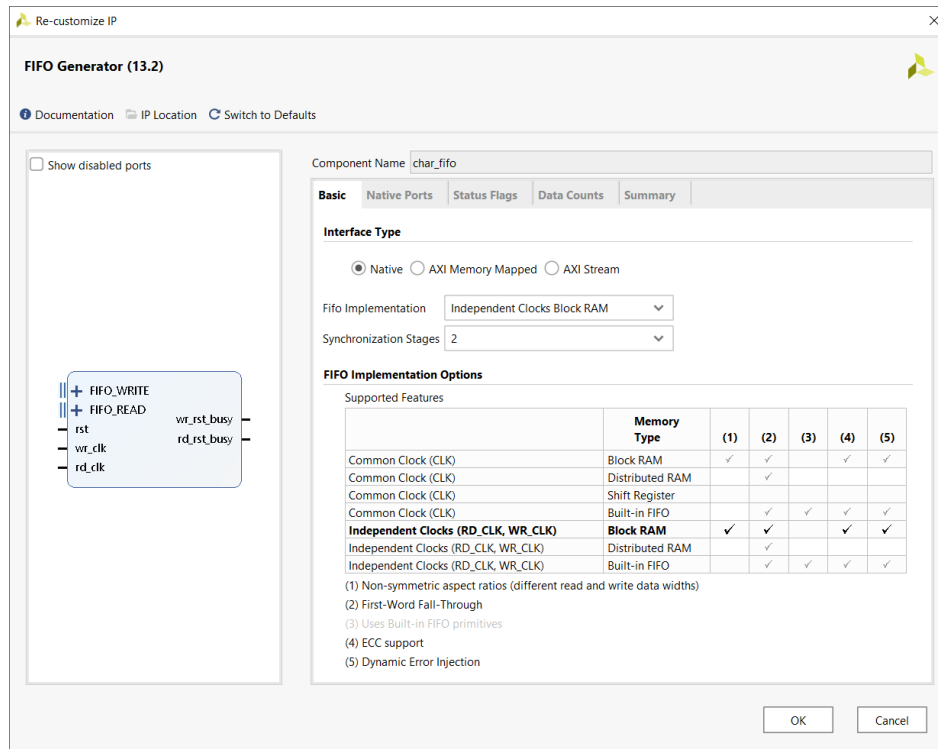 Re-customize IP
FIFO Generator (13.2)
Documentation IP Location Switch to Defaults
Show disabled ports
FIFO_WRITE
FIFO_READ
rst
wr_clk
rd_clk
wr_rst_busy
rd_rst_busy
Component Name char_fifo
Basic Native Ports Status Flags Data Counts Summary
Interface Type
Native AXI Memory Mapped AXI Stream
Fifo Implementation Independent Clocks Block RAM
Synchronization Stages 2
FIFO Implementation Options
Supported Features
Memory Type (1) (2) (3) (4) (5)
Common Clock (CLK) Block RAM ✓ ✓ ✓ ✓
Common Clock (CLK) Distributed RAM ✓
Common Clock (CLK) Shift Register
Common Clock (CLK) Built-in FIFO ✓ ✓ ✓ ✓
Independent Clocks (RD_CLK, WR_CLK) Block RAM ✓ ✓ ✓ ✓
Independent Clocks (RD_CLK, WR_CLK) Distributed RAM ✓
Independent Clocks (RD_CLK, WR_CLK) Built-in FIFO ✓ ✓ ✓ ✓
(1) Non-symmetric aspect ratios (different read and write data widths)
(2) First-Word Fall-Through
(3) Uses Built-in FIFO primitives
(4) ECC support
(5) Dynamic Error Injection
OK Cancel